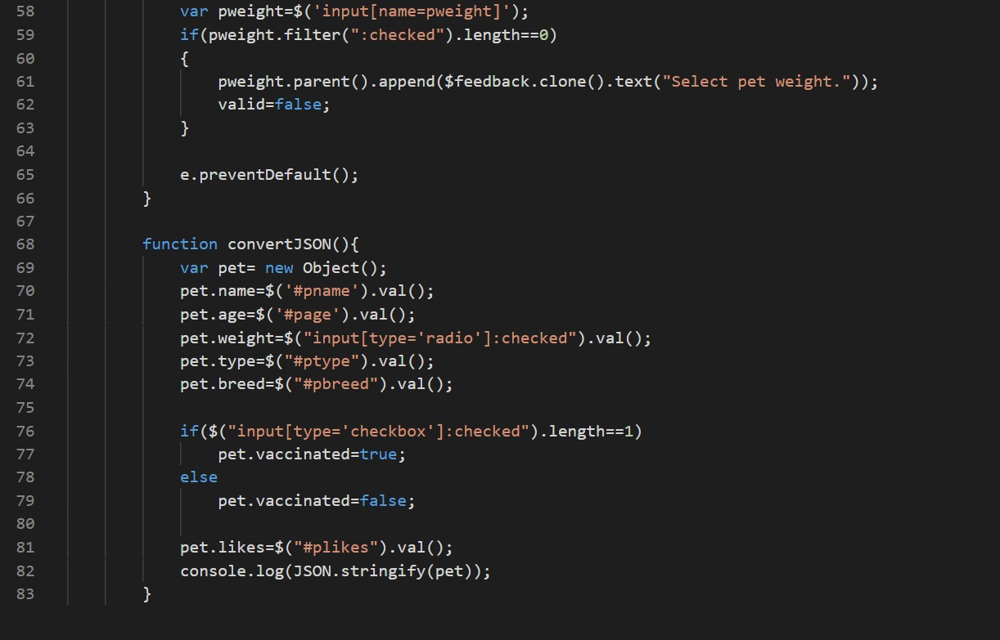 58 var pweight=$('input[name=pweight]');
59 if(pweight.filter(":checked").length==0)
60 {
61 pweight.parent().append($feedback.clone().text("Select pet weight."));
62 valid=false;
63 }
64
65 e.preventDefault();
66 }
67
68 function convertJSON(){
69 var pet= new Object();
70 pet.name=$('#pname').val();
71 pet.age=$('#page').val();
72 pet.weight=$("input[type='radio']:checked").val();
73 pet.type=$("#ptype").val();
74 pet.breed=$("#pbreed").val();
75
76 if($("input[type='checkbox']:checked").length==1)
77 pet.vaccinated=true;
78 else
79 pet.vaccinated=false;
80
81 pet.likes=$("#plikes").val();
82 console.log(JSON.stringify(pet));
83 }